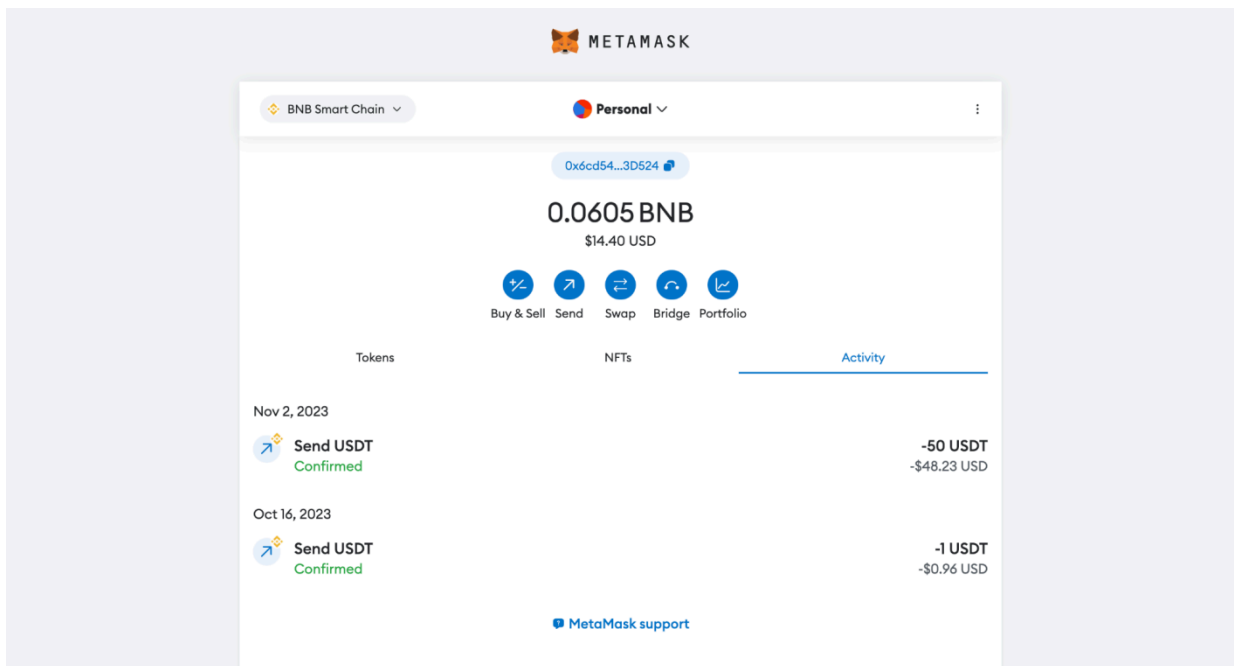 METAMASK
BNB Smart Chain
Personal
0x6cd54...3D524
0.0605 BNB
$14.40 USD
Buy & Sell Send Swap Bridge Portfolio
Tokens NFTs Activity
Nov 2, 2023
Send USDT -50 USDT
Confirmed -$48.23 USD
Oct 16, 2023
Send USDT -1 USDT
Confirmed -$0.96 USD
MetaMask support